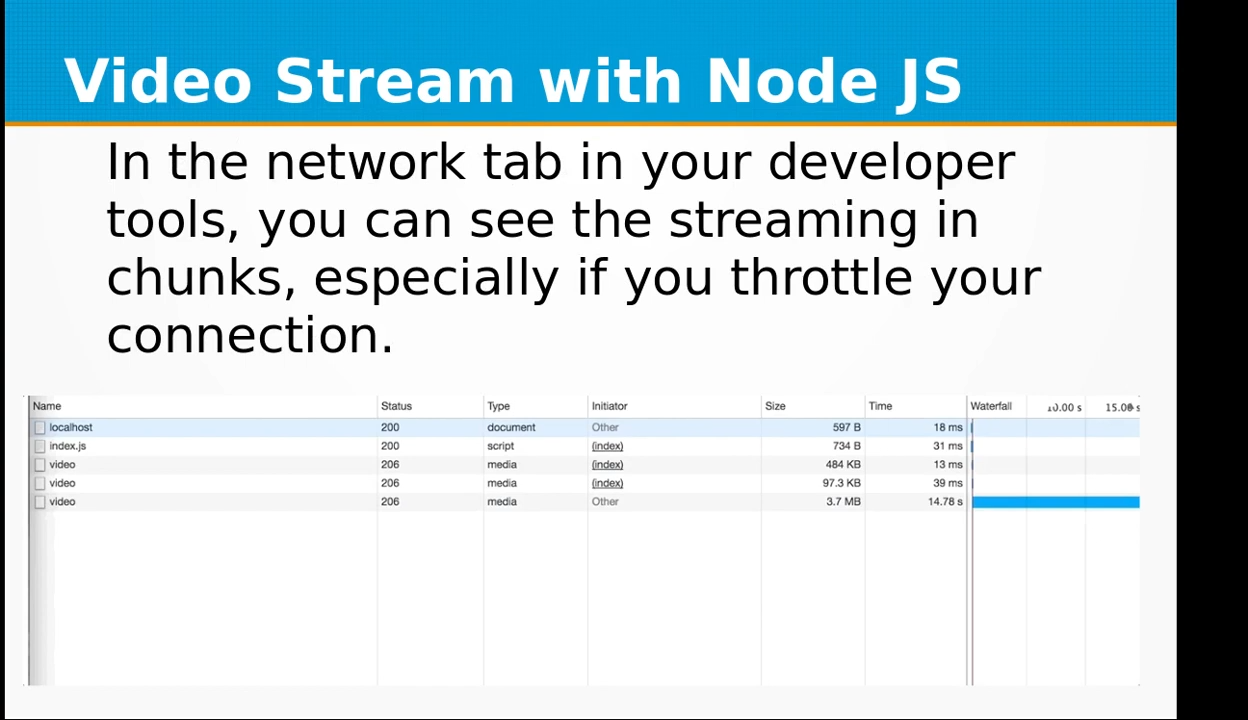 Video Stream with Node JS
In the network tab in your developer
tools, you can see the streaming in
chunks, especially if you throttle your
connection.
Name Status Type Initiator Size Time Waterfall 10.00 s 15.00 s
localhost 200 document Other 597 B 18 ms
index.js 200 script (index) 734 B 31 ms
video 206 media (index) 484 KB 13 ms
video 206 media (index) 97.3 KB 39 ms
video 206 media Other 3.7 MB 14.78 s